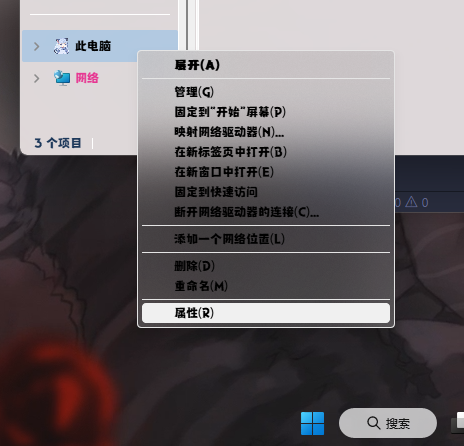 此电脑
网络
3 个项目
展开(A)
管理(G)
固定到"开始"屏幕(P)
映射网络驱动器(N)...
在新标签页中打开(B)
在新窗口中打开(E)
固定到快速访问
断开网络驱动器的连接(C)...
添加一个网络位置(L)
删除(D)
重命名(M)
属性(R)
0 0
搜索